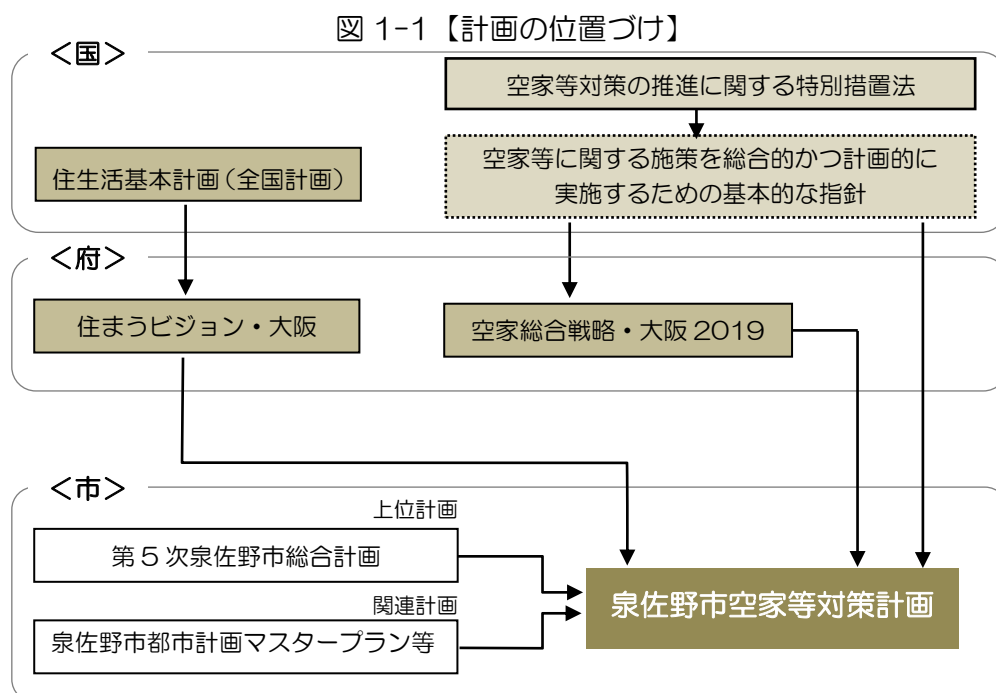 図 1-1【計画の位置づけ】
<国>
空家等対策の推進に関する特別措置法
空家等に関する施策を総合的かつ計画的に
実施するための基本的な指針
住生活基本計画(全国計画)
<府>
住まうビジョン・大阪
空家総合戦略・大阪 2019
<市>
上位計画
第5次泉佐野市総合計画
関連計画
泉佐野市都市計画マスタープラン等
泉佐野市空家等対策計画